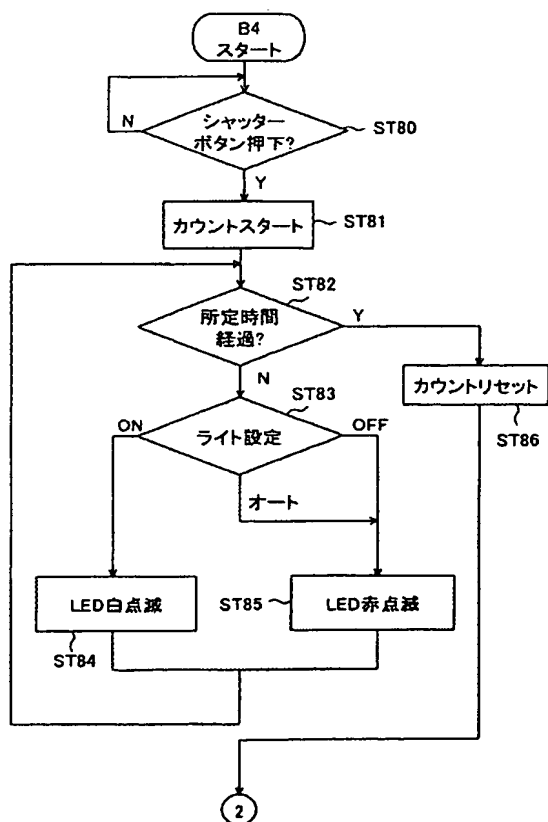 B4
スタート
シャッター
ボタン押下?
ST80
N
Y
カウントスタート
ST81
ST82
所定時間
経過?
Y
N
カウントリセット
ST86
ST83
ON
ライト設定
OFF
オート
LED白点滅
ST84
ST85
LED赤点滅
2